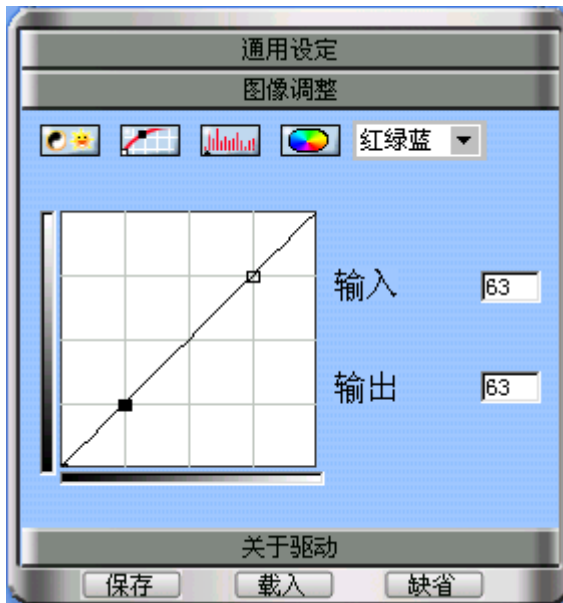 通用设定
图像调整
红绿蓝
输入 63
输出 63
关于驱动
保存 载入 缺省